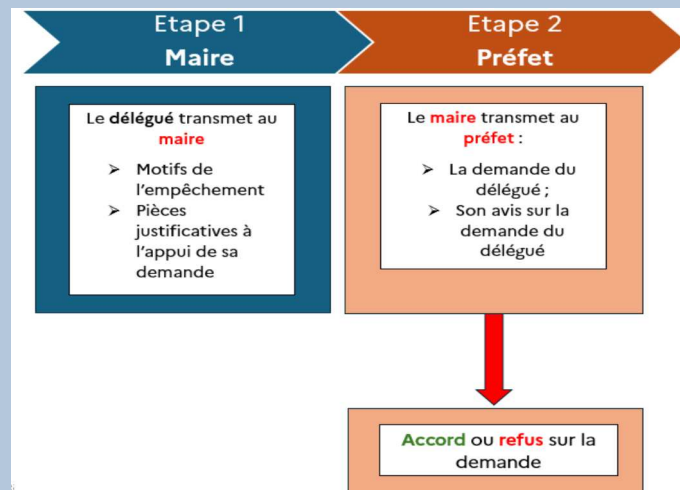 Etape 1
Maire
Etape 2
Préfet
Le délégué transmet au
maire
➢ Motifs de
l'empêchement
➢ Pièces
justificatives à
l'appui de sa
demande
Le maire transmet au
préfet :
➢ La demande du
délégué ;
➢ Son avis sur la
demande du
délégué
Accord ou refus sur la
demande